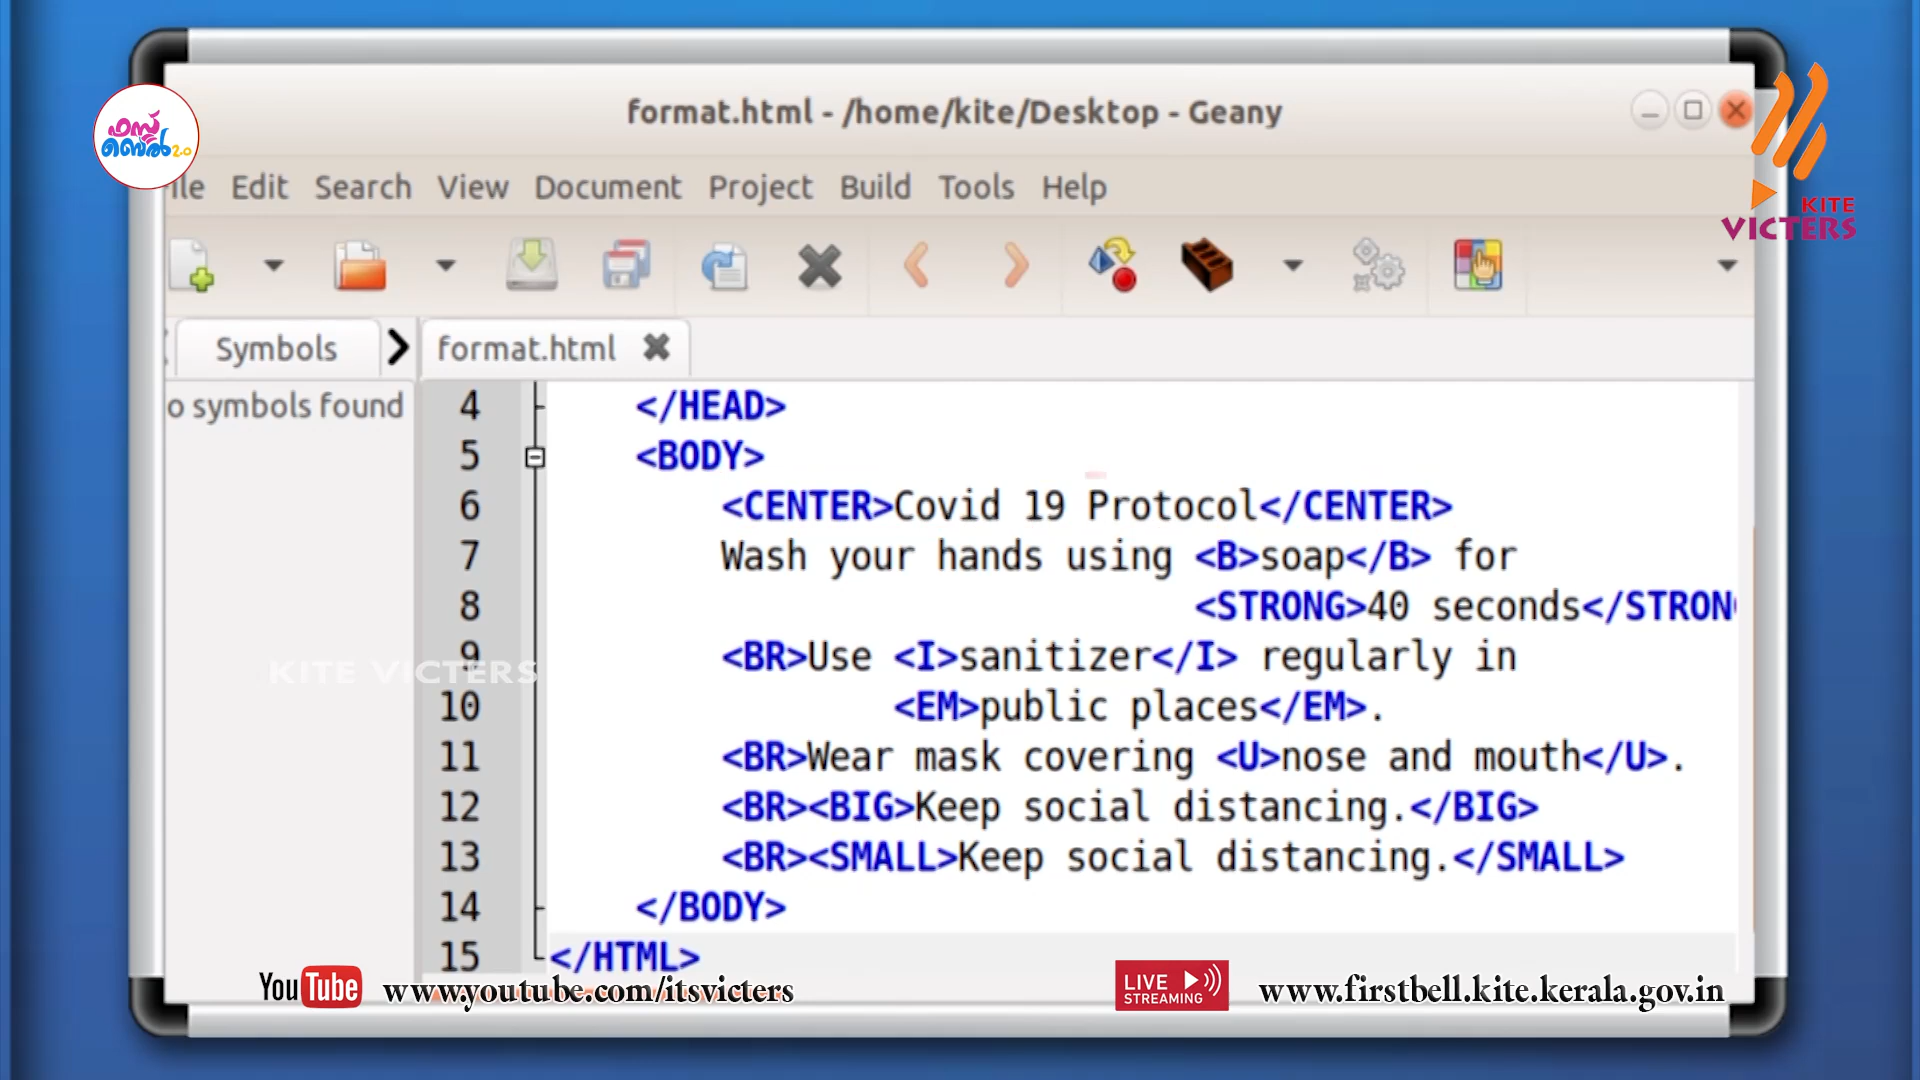 format.html - /home/kite/Desktop - Geany
ഫസ്റ്റ്
ബെൽ 2.0
ile Edit Search View Document Project Build Tools Help
KITE
VICTERS
Symbols
format.html
o symbols found
4 </HEAD>
5 <BODY>
6 <CENTER>Covid 19 Protocol</CENTER>
7 Wash your hands using <B>soap</B> for
8 <STRONG>40 seconds</STRON
9 <BR>Use <I>sanitizer</I> regularly in
KITE VICTERS
10 <EM>public places</EM>.
11 <BR>Wear mask covering <U>nose and mouth</U>.
12 <BR><BIG>Keep social distancing.</BIG>
13 <BR><SMALL>Keep social distancing.</SMALL>
14 </BODY>
15 </HTML>
YouTube www.youtube.com/itsvicters
LIVE
STREAMING
www.firstbell.kite.kerala.gov.in